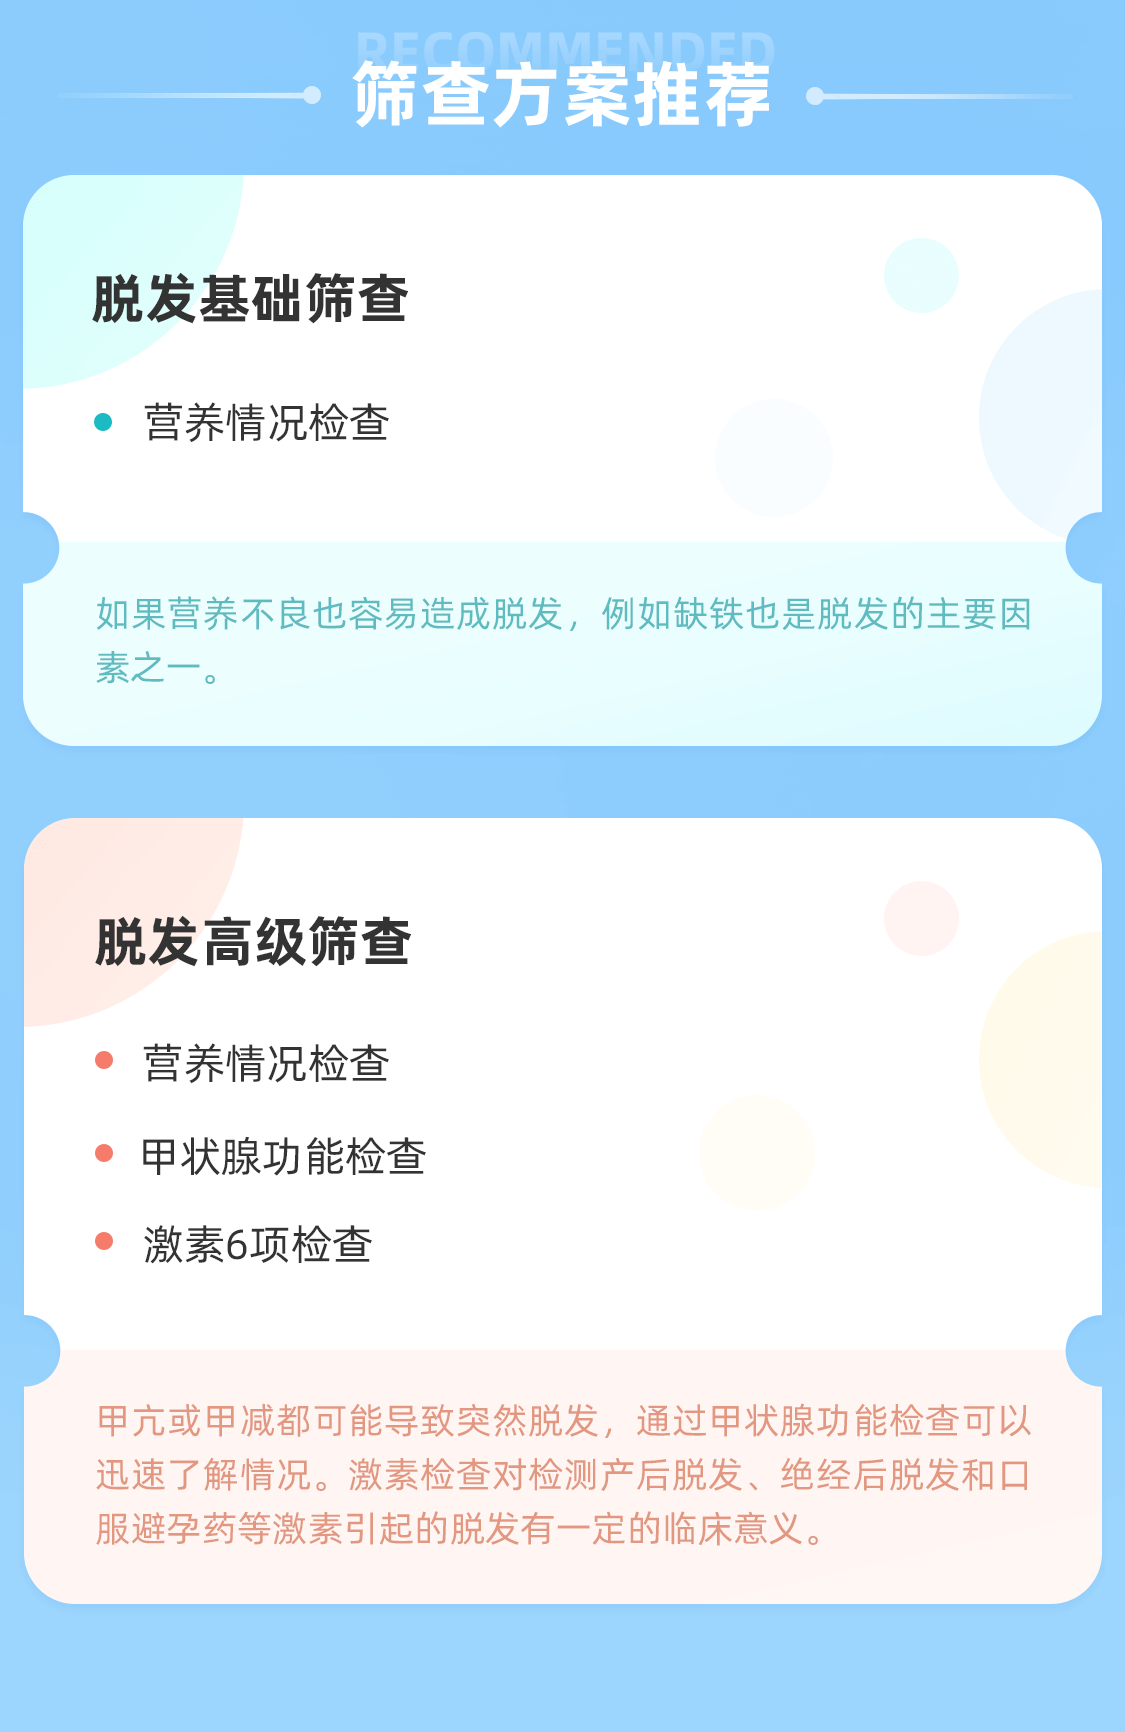 RECOMMENDED
筛查方案推荐
脱发基础筛查
营养情况检查
如果营养不良也容易造成脱发，例如缺铁也是脱发的主要因
素之一。
脱发高级筛查
营养情况检查
甲状腺功能检查
激素6项检查
甲亢或甲减都可能导致突然脱发，通过甲状腺功能检查可以
迅速了解情况。激素检查对检测产后脱发、绝经后脱发和口
服避孕药等激素引起的脱发有一定的临床意义。